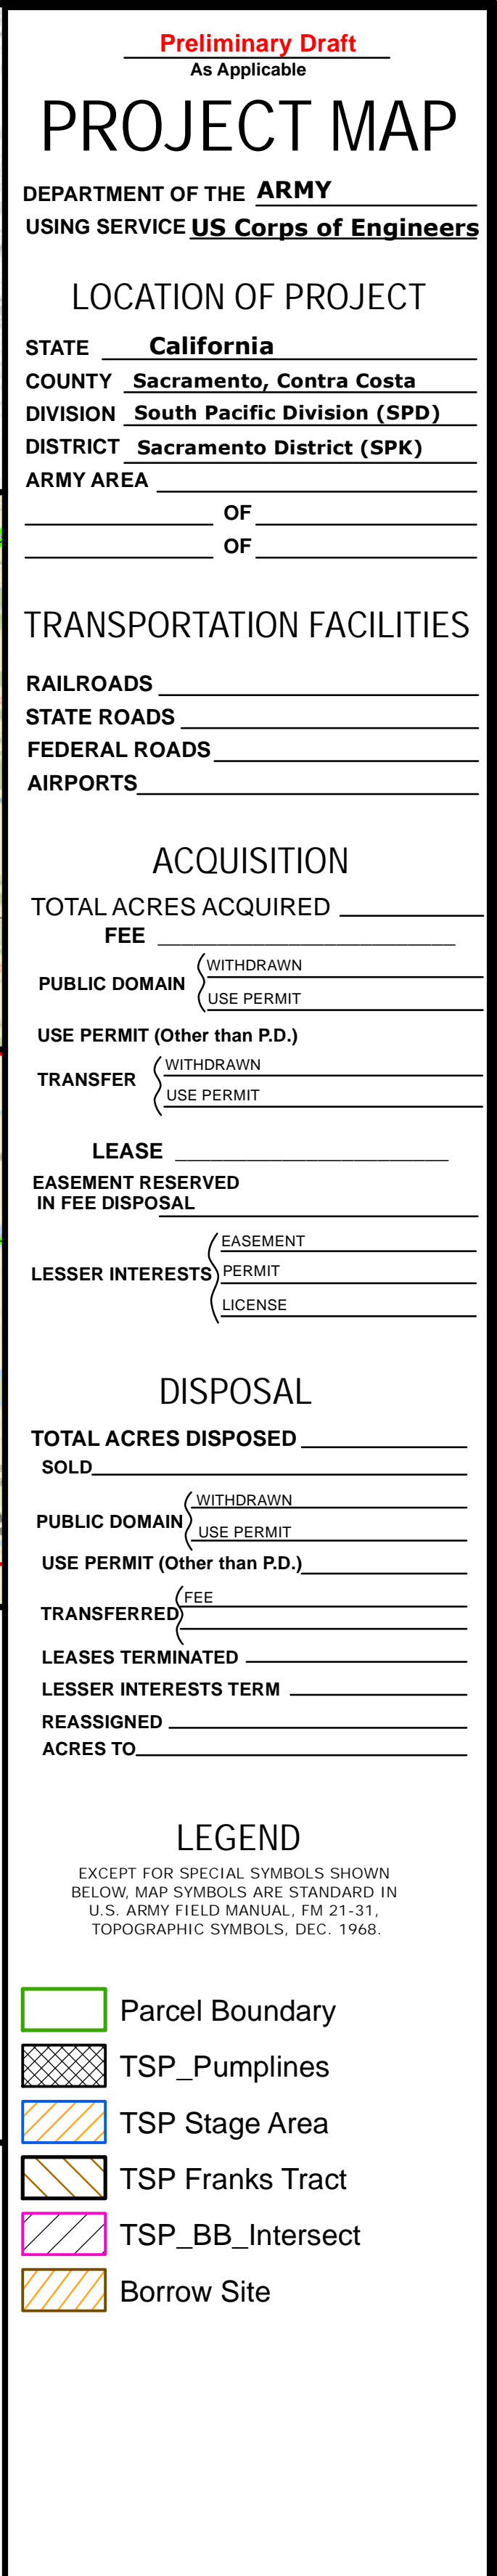 Preliminary Draft
As Applicable
PROJECT MAP
DEPARTMENT OF THE ARMY
USING SERVICE US Corps of Engineers
LOCATION OF PROJECT
STATE California
COUNTY Sacramento, Contra Costa
DIVISION South Pacific Division (SPD)
DISTRICT Sacramento District (SPK)
ARMY AREA
OF
OF
TRANSPORTATION FACILITIES
RAILROADS
STATE ROADS
FEDERAL ROADS
AIRPORTS
ACQUISITION
TOTAL ACRES ACQUIRED
FEE
WITHDRAWN
PUBLIC DOMAIN
USE PERMIT
USE PERMIT (Other than P.D.)
WITHDRAWN
TRANSFER
USE PERMIT
LEASE
EASEMENT RESERVED
IN FEE DISPOSAL
EASEMENT
LESSER INTERESTS PERMIT
LICENSE
DISPOSAL
TOTAL ACRES DISPOSED
SOLD
WITHDRAWN
PUBLIC DOMAIN
USE PERMIT
USE PERMIT (Other than P.D.)
FEE
TRANSFERRED
LEASES TERMINATED
LESSER INTERESTS TERM
REASSIGNED
ACRES TO
LEGEND
EXCEPT FOR SPECIAL SYMBOLS SHOWN
BELOW, MAP SYMBOLS ARE STANDARD IN
U.S. ARMY FIELD MANUAL, FM 21-31,
TOPOGRAPHIC SYMBOLS, DEC. 1968.
Parcel Boundary
TSP_Pumplines
TSP Stage Area
TSP Franks Tract
TSP_BB_Intersect
Borrow Site